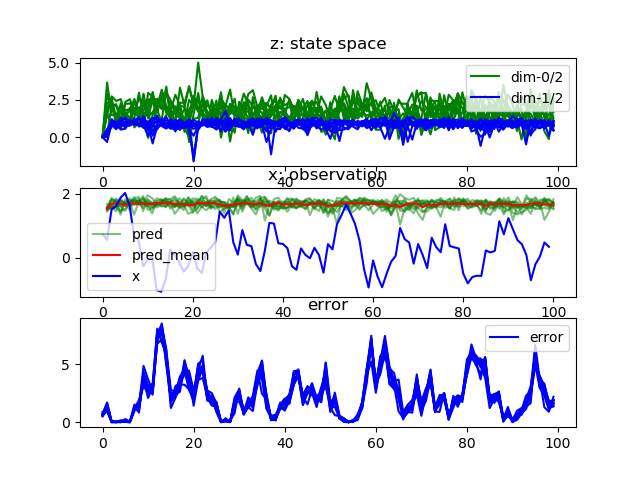 z: state space
5.0
2.5
0.0
dim-0/2
dim-1/2
0 20 40 60 80 100
x: observation
2
0
pred
pred_mean
x
0 20 40 60 80 100
error
5
0
error
0 20 40 60 80 100